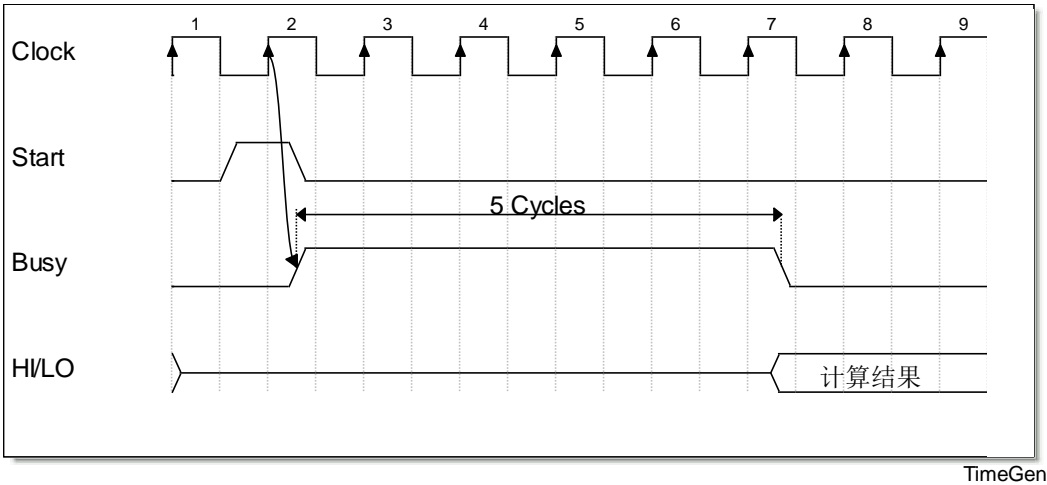 1 2 3 4 5 6 7 8 9
Clock
Start
5 Cycles
Busy
HI/LO
计算结果
TimeGen